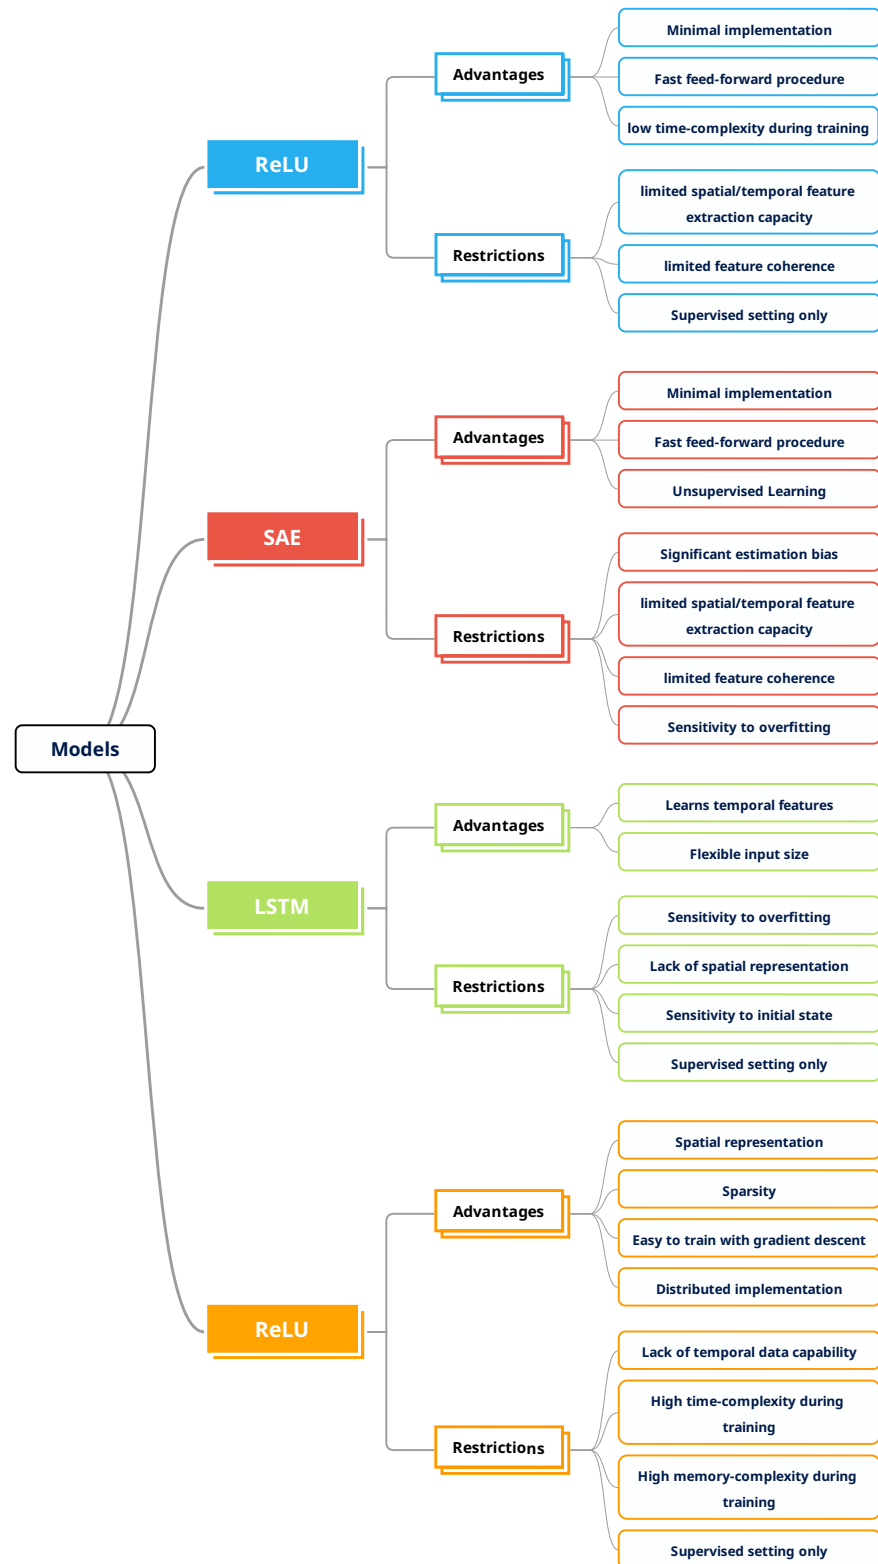 Models
ReLU
Advantages
Minimal implementation
Fast feed-forward procedure
low time-complexity during training
Restrictions
limited spatial/temporal feature
extraction capacity
limited feature coherence
Supervised setting only
SAE
Advantages
Minimal implementation
Fast feed-forward procedure
Unsupervised Learning
Restrictions
Significant estimation bias
limited spatial/temporal feature
extraction capacity
limited feature coherence
Sensitivity to overfitting
LSTM
Advantages
Learns temporal features
Flexible input size
Restrictions
Sensitivity to overfitting
Lack of spatial representation
Sensitivity to initial state
Supervised setting only
ReLU
Advantages
Spatial representation
Sparsity
Easy to train with gradient descent
Distributed implementation
Restrictions
Lack of temporal data capability
High time-complexity during
training
High memory-complexity during
training
Supervised setting only